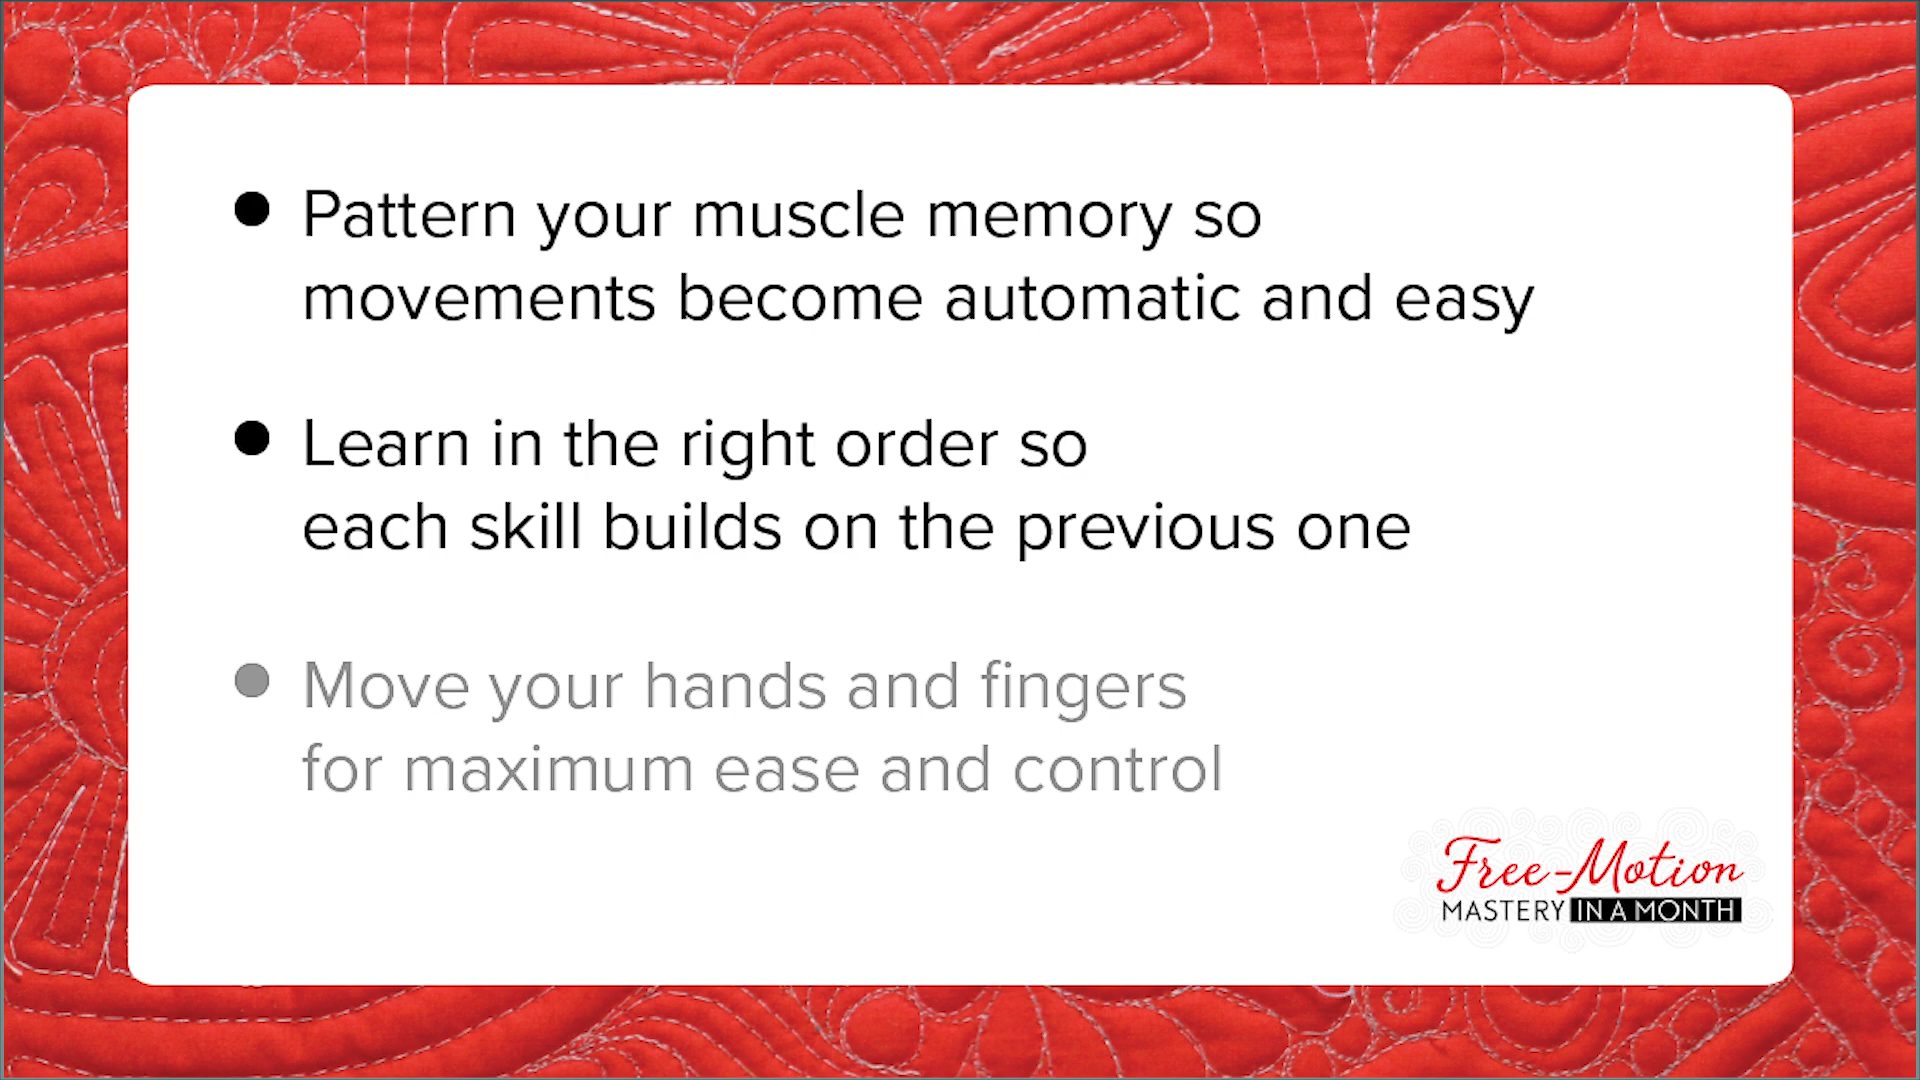 Pattern your muscle memory so
movements become automatic and easy
Learn in the right order so
each skill builds on the previous one
Move your hands and fingers
for maximum ease and control
Free-Motion
MASTERY IN A MONTH